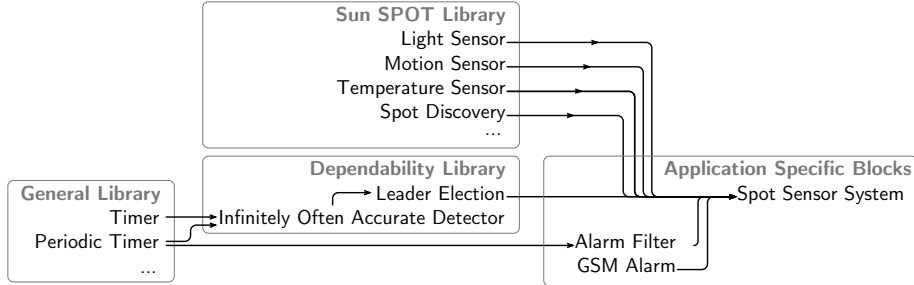 Sun SPOT Library
Light Sensor
Motion Sensor
Temperature Sensor
Spot Discovery
...
Dependability Library
Leader Election
Infinitely Often Accurate Detector
General Library
Timer
Periodic Timer
...
Application Specific Blocks
Spot Sensor System
Alarm Filter
GSM Alarm